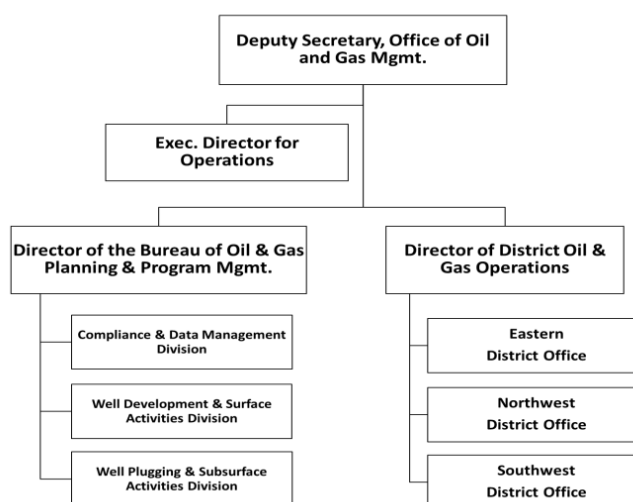 Deputy Secretary, Office of Oil
and Gas Mgmt.
Exec. Director for
Operations
Director of the Bureau of Oil & Gas
Planning & Program Mgmt.
Compliance & Data Management
Division
Well Development & Surface
Activities Division
Well Plugging & Subsurface
Activities Division
Director of District Oil &
Gas Operations
Eastern
District Office
Northwest
District Office
Southwest
District Office